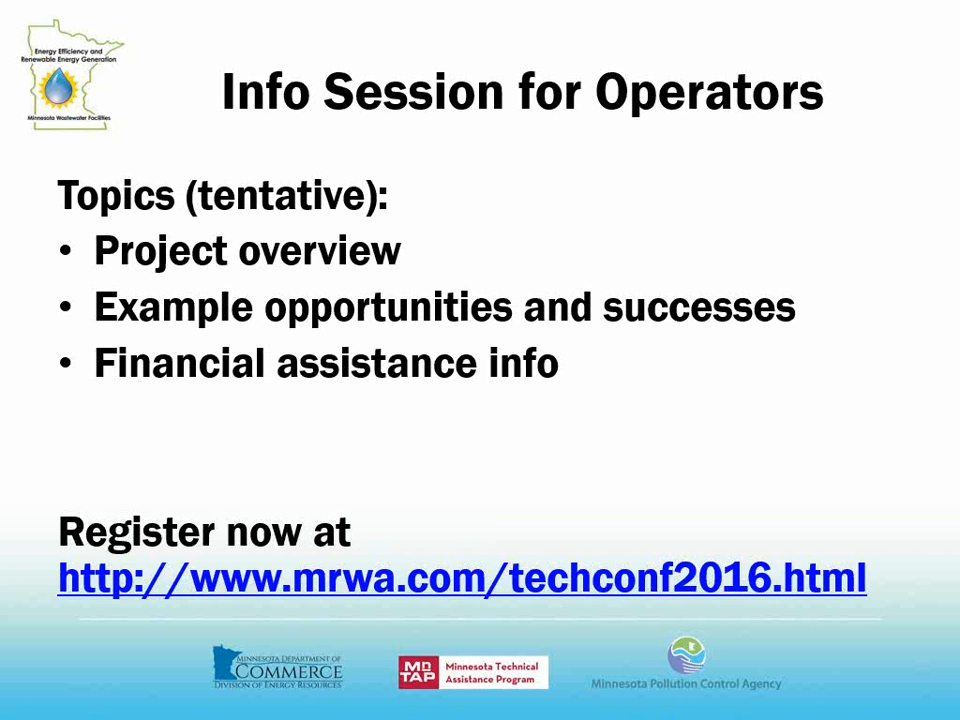 Energy Efficiency and
Renewable Energy Generation
Minnesota Wastewater Facilities
Info Session for Operators
Topics (tentative):
• Project overview
• Example opportunities and successes
• Financial assistance info
Register now at
http://www.mrwa.com/techconf2016.html
MINNESOTA DEPARTMENT OF
COMMERCE
DIVISION OF ENERGY RESOURCES
MN
TAP
Minnesota Technical
Assistance Program
Minnesota Pollution Control Agency